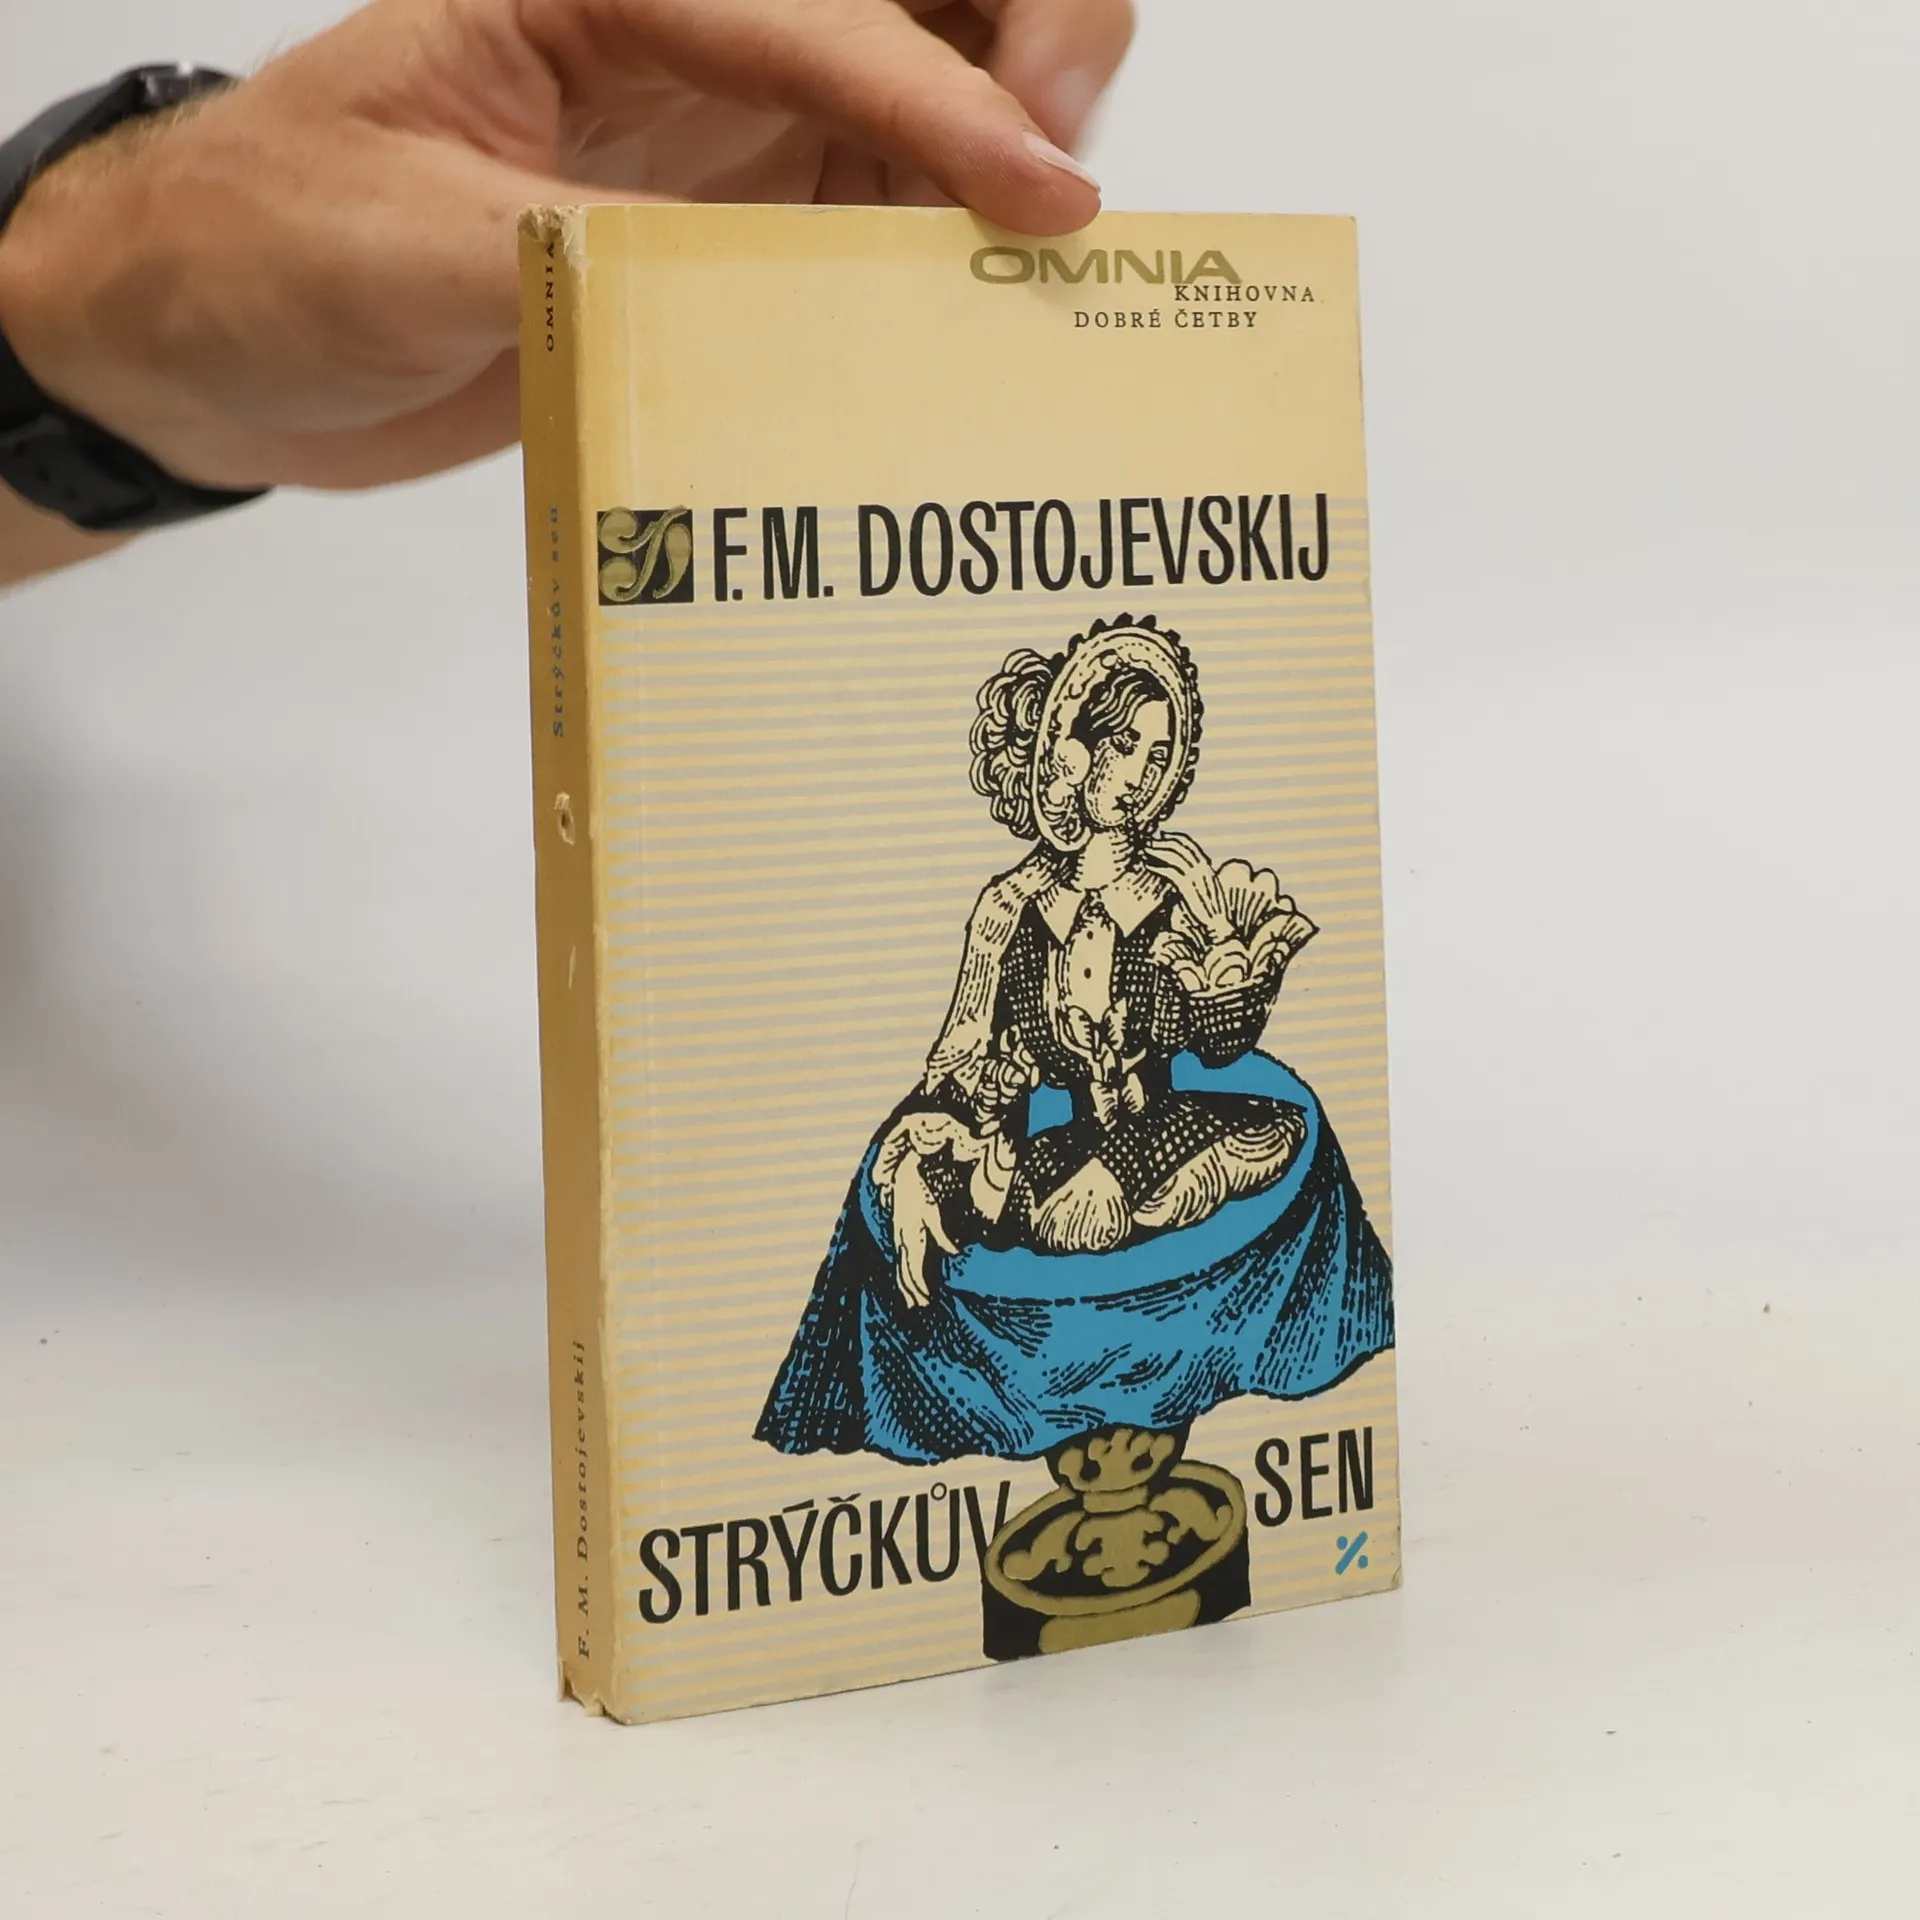 OMNIA
KNIHOVNA
DOBRÉ ČETBY
F. M. DOSTOJEVSKIJ
STRÝČKŮV SEN
OMNIA
Strýčkův sen
F. M. Dostojevskij